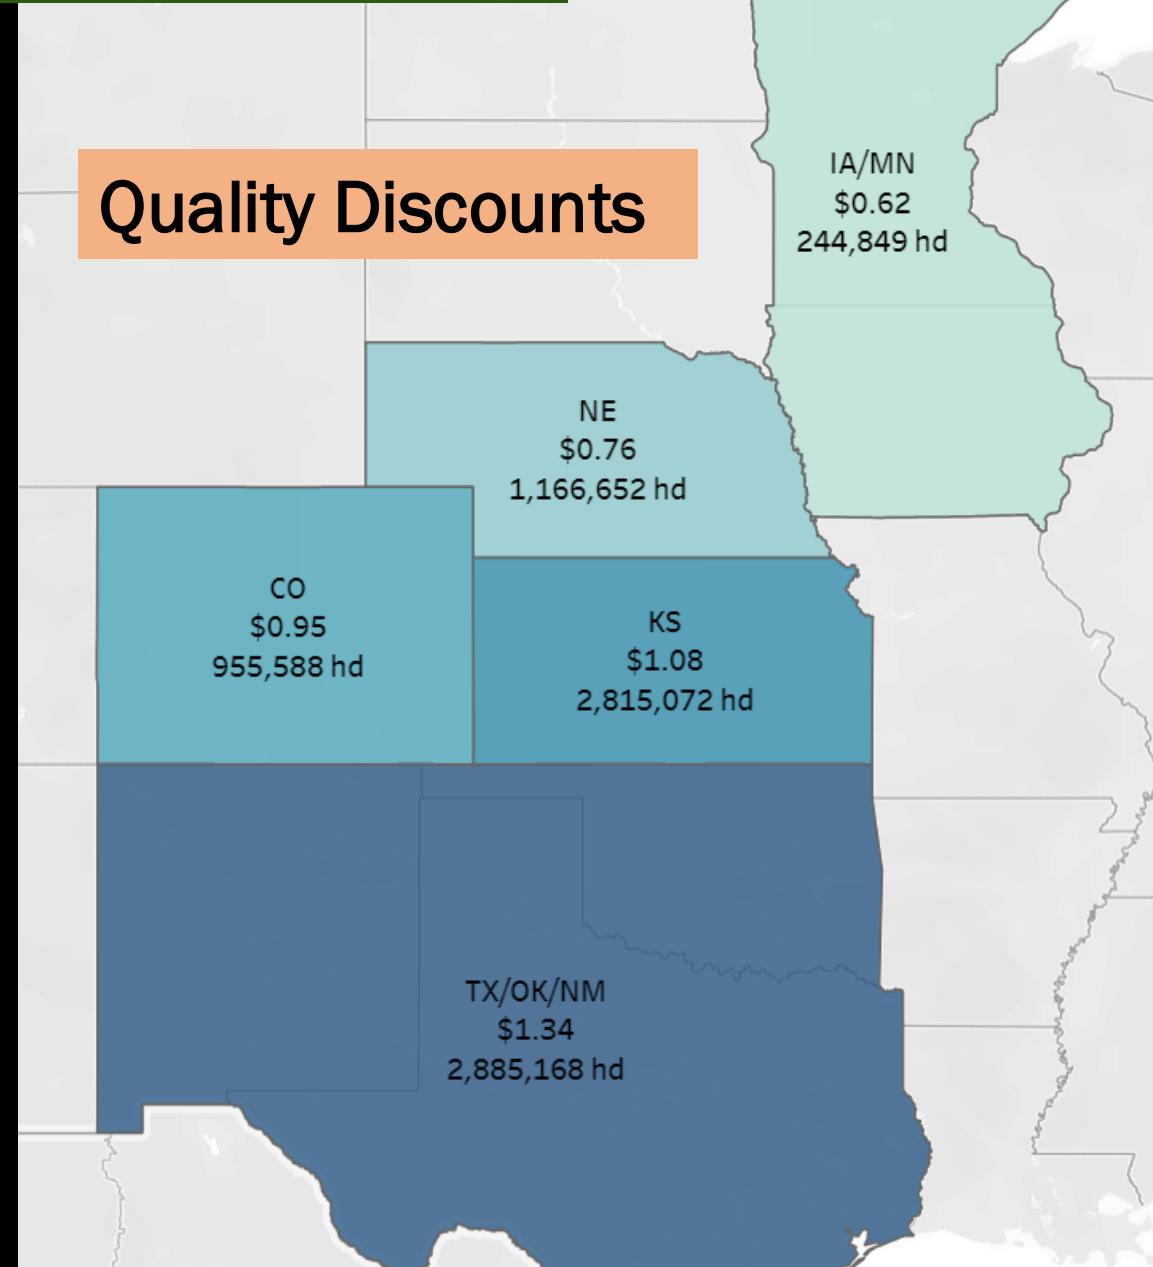 Quality Discounts
IA/MN
$0.62
244,849 hd
NE
$0.76
1,166,652 hd
CO
$0.95
955,588 hd
KS
$1.08
2,815,072 hd
TX/OK/NM
$1.34
2,885,168 hd